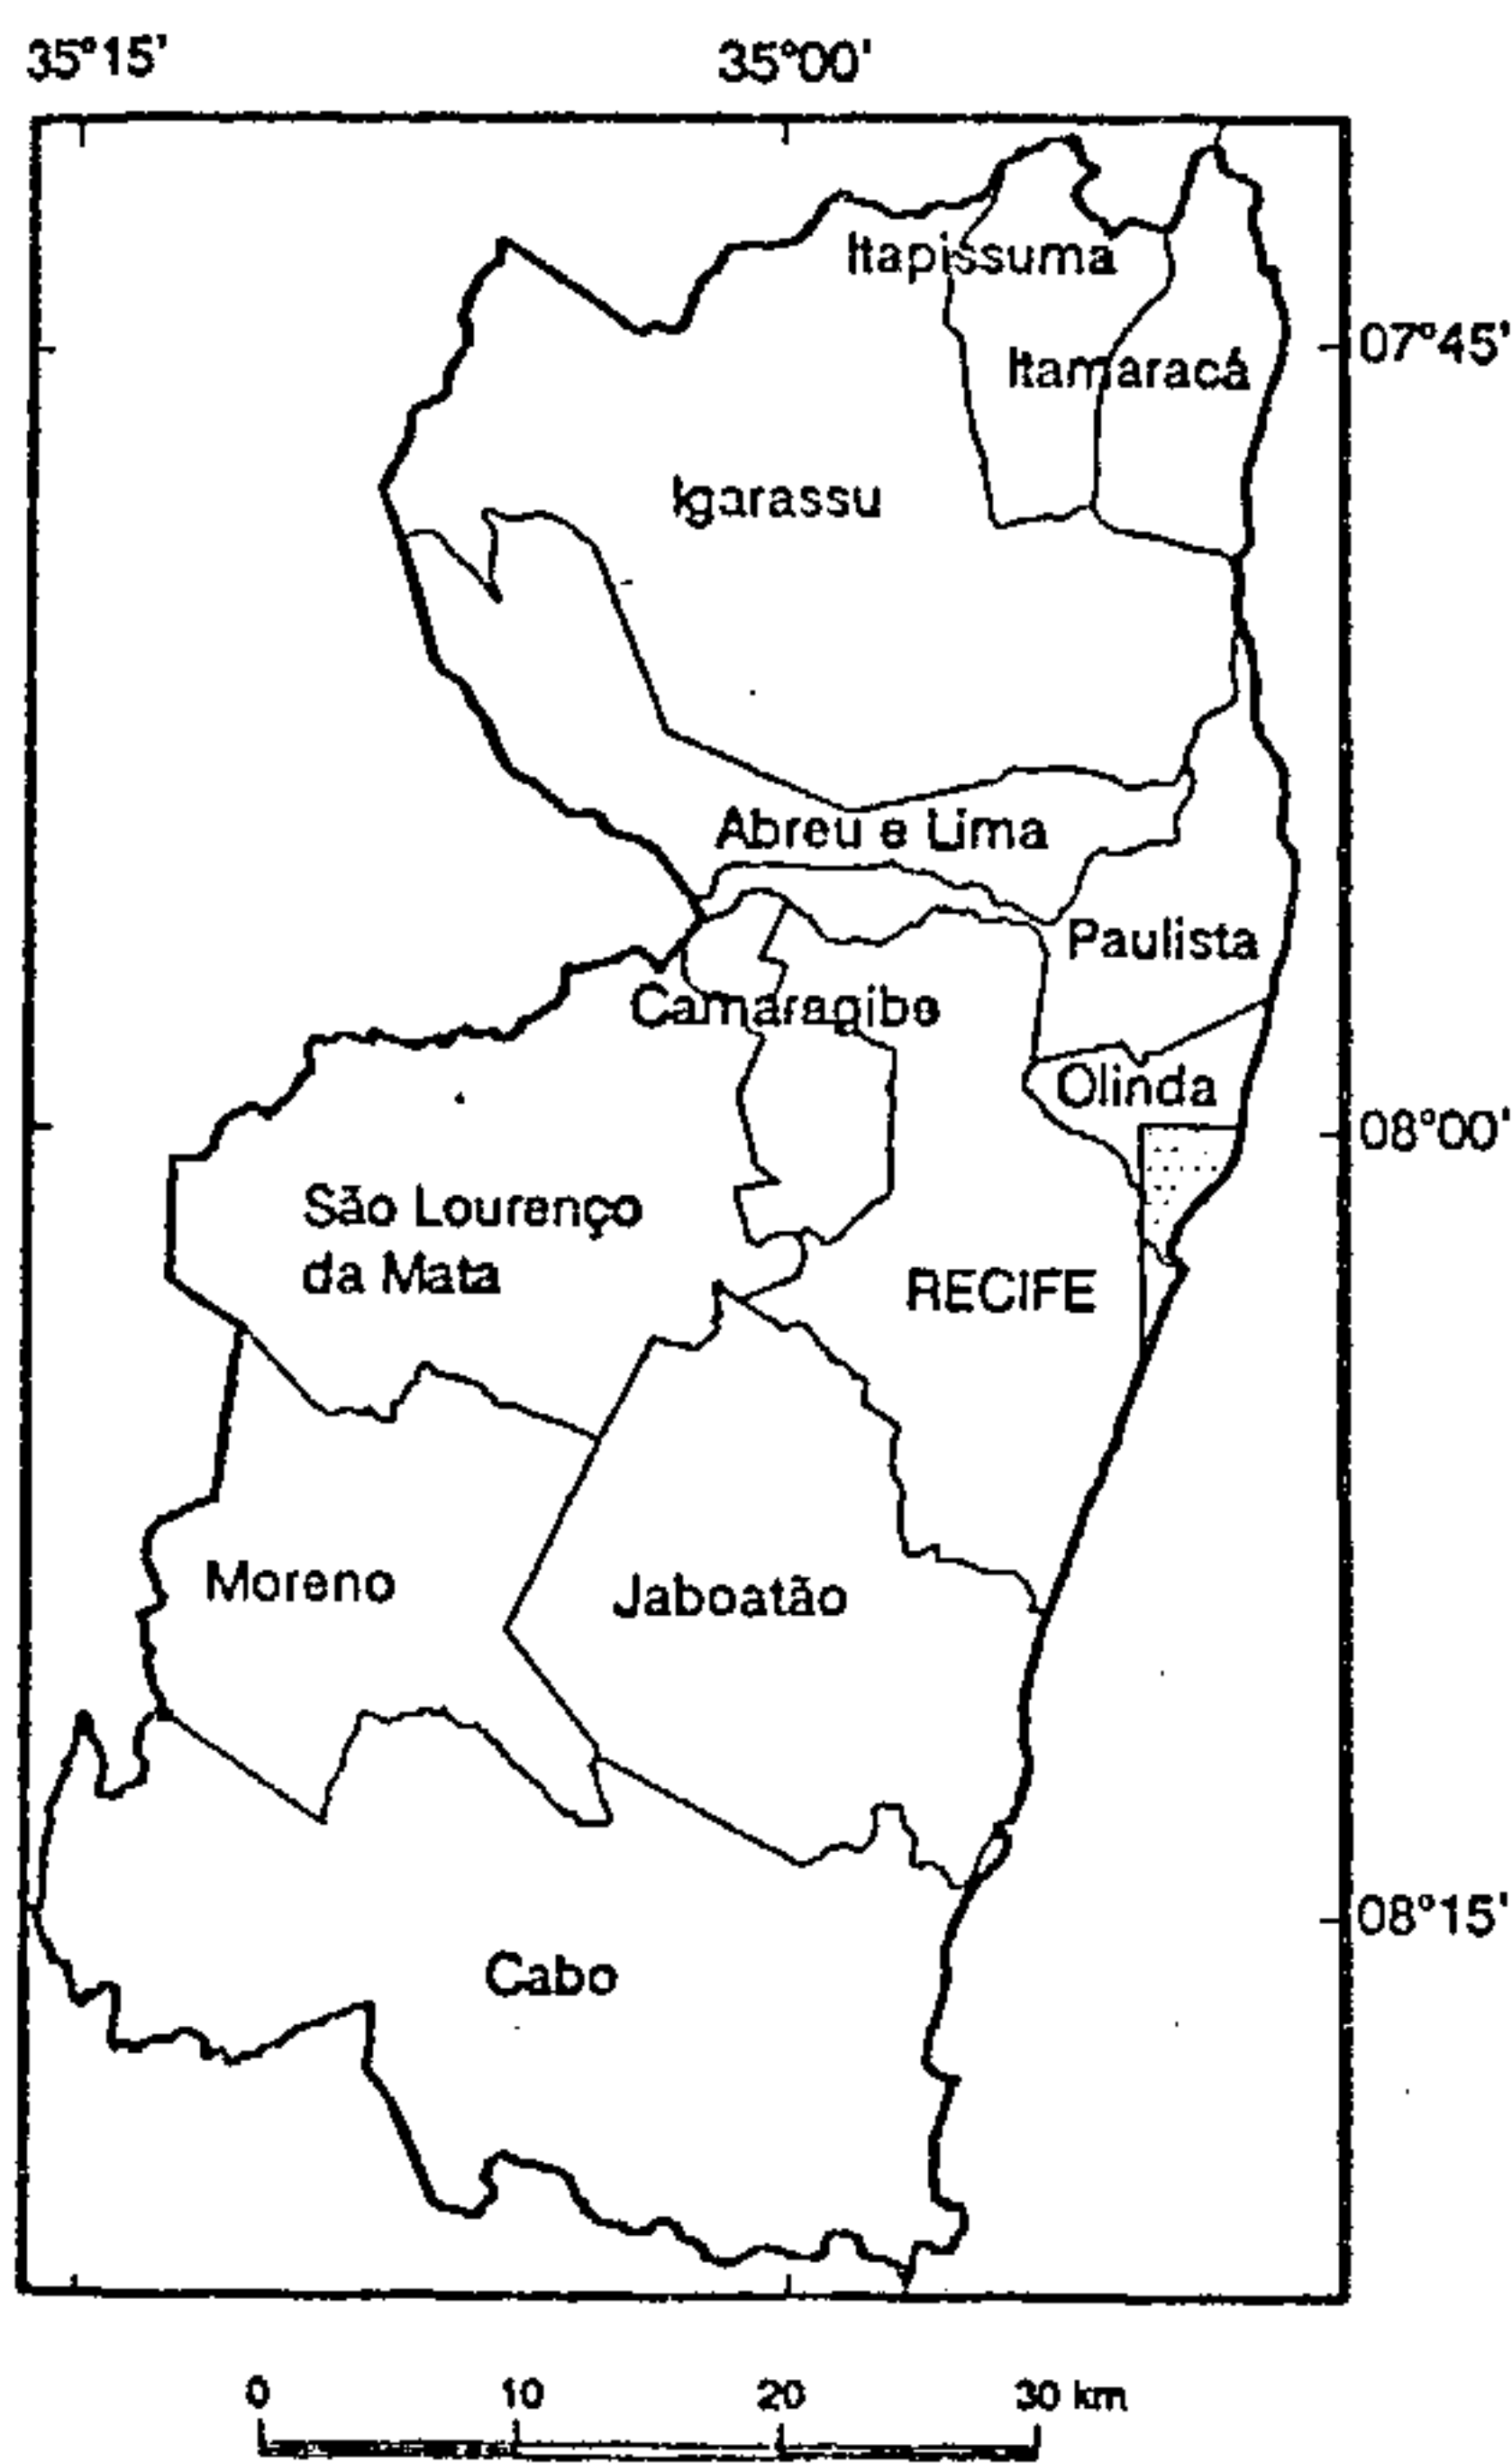 35°15'
35°00'
Itapissuma
07°45'
Itamaracá
Igarassu
Abreu e Lima
Paulista
Camaragibe
Olinda
08°00'
São Lourenço
da Mata
RECIFE
Moreno
Jaboatão
08°15'
Cabo
0 10 20 30 km